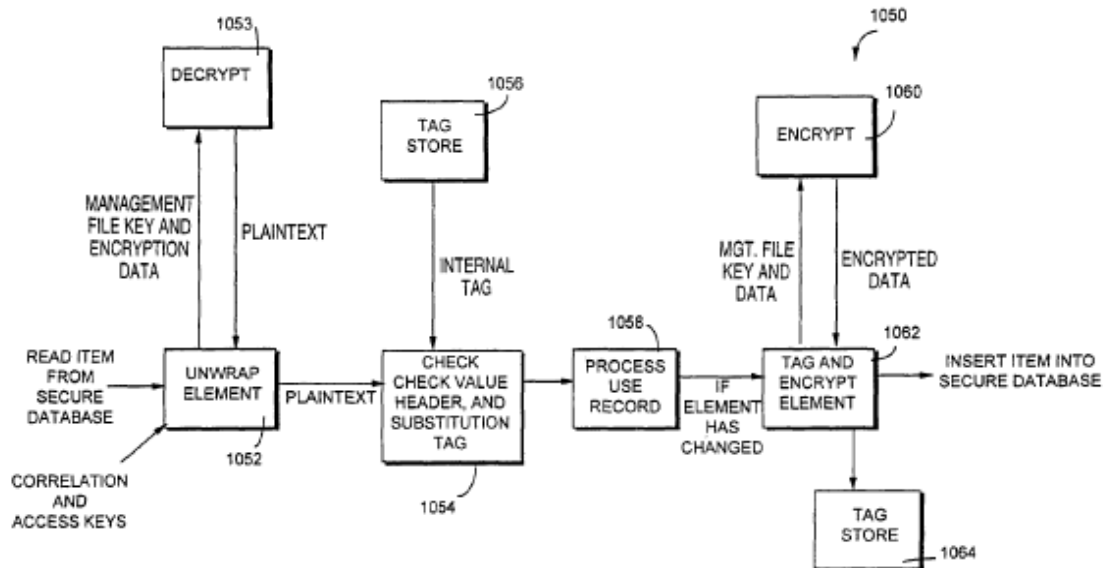 1053
DECRYPT
1056
TAG
STORE
1050
1060
ENCRYPT
MANAGEMENT
FILE KEY AND
ENCRYPTION
DATA
PLAINTEXT
INTERNAL
TAG
MGT. FILE
KEY AND
DATA
ENCRYPTED
DATA
READ ITEM
FROM
SECURE
DATABASE
UNWRAP
ELEMENT
1052
PLAINTEXT
CHECK
CHECK VALUE
HEADER, AND
SUBSTITUTION
TAG
1054
1058
PROCESS
USE
RECORD
IF
ELEMENT
HAS
CHANGED
1062
TAG AND
ENCRYPT
ELEMENT
INSERT ITEM INTO
SECURE DATABASE
CORRELATION
AND
ACCESS KEYS
TAG
STORE
1064